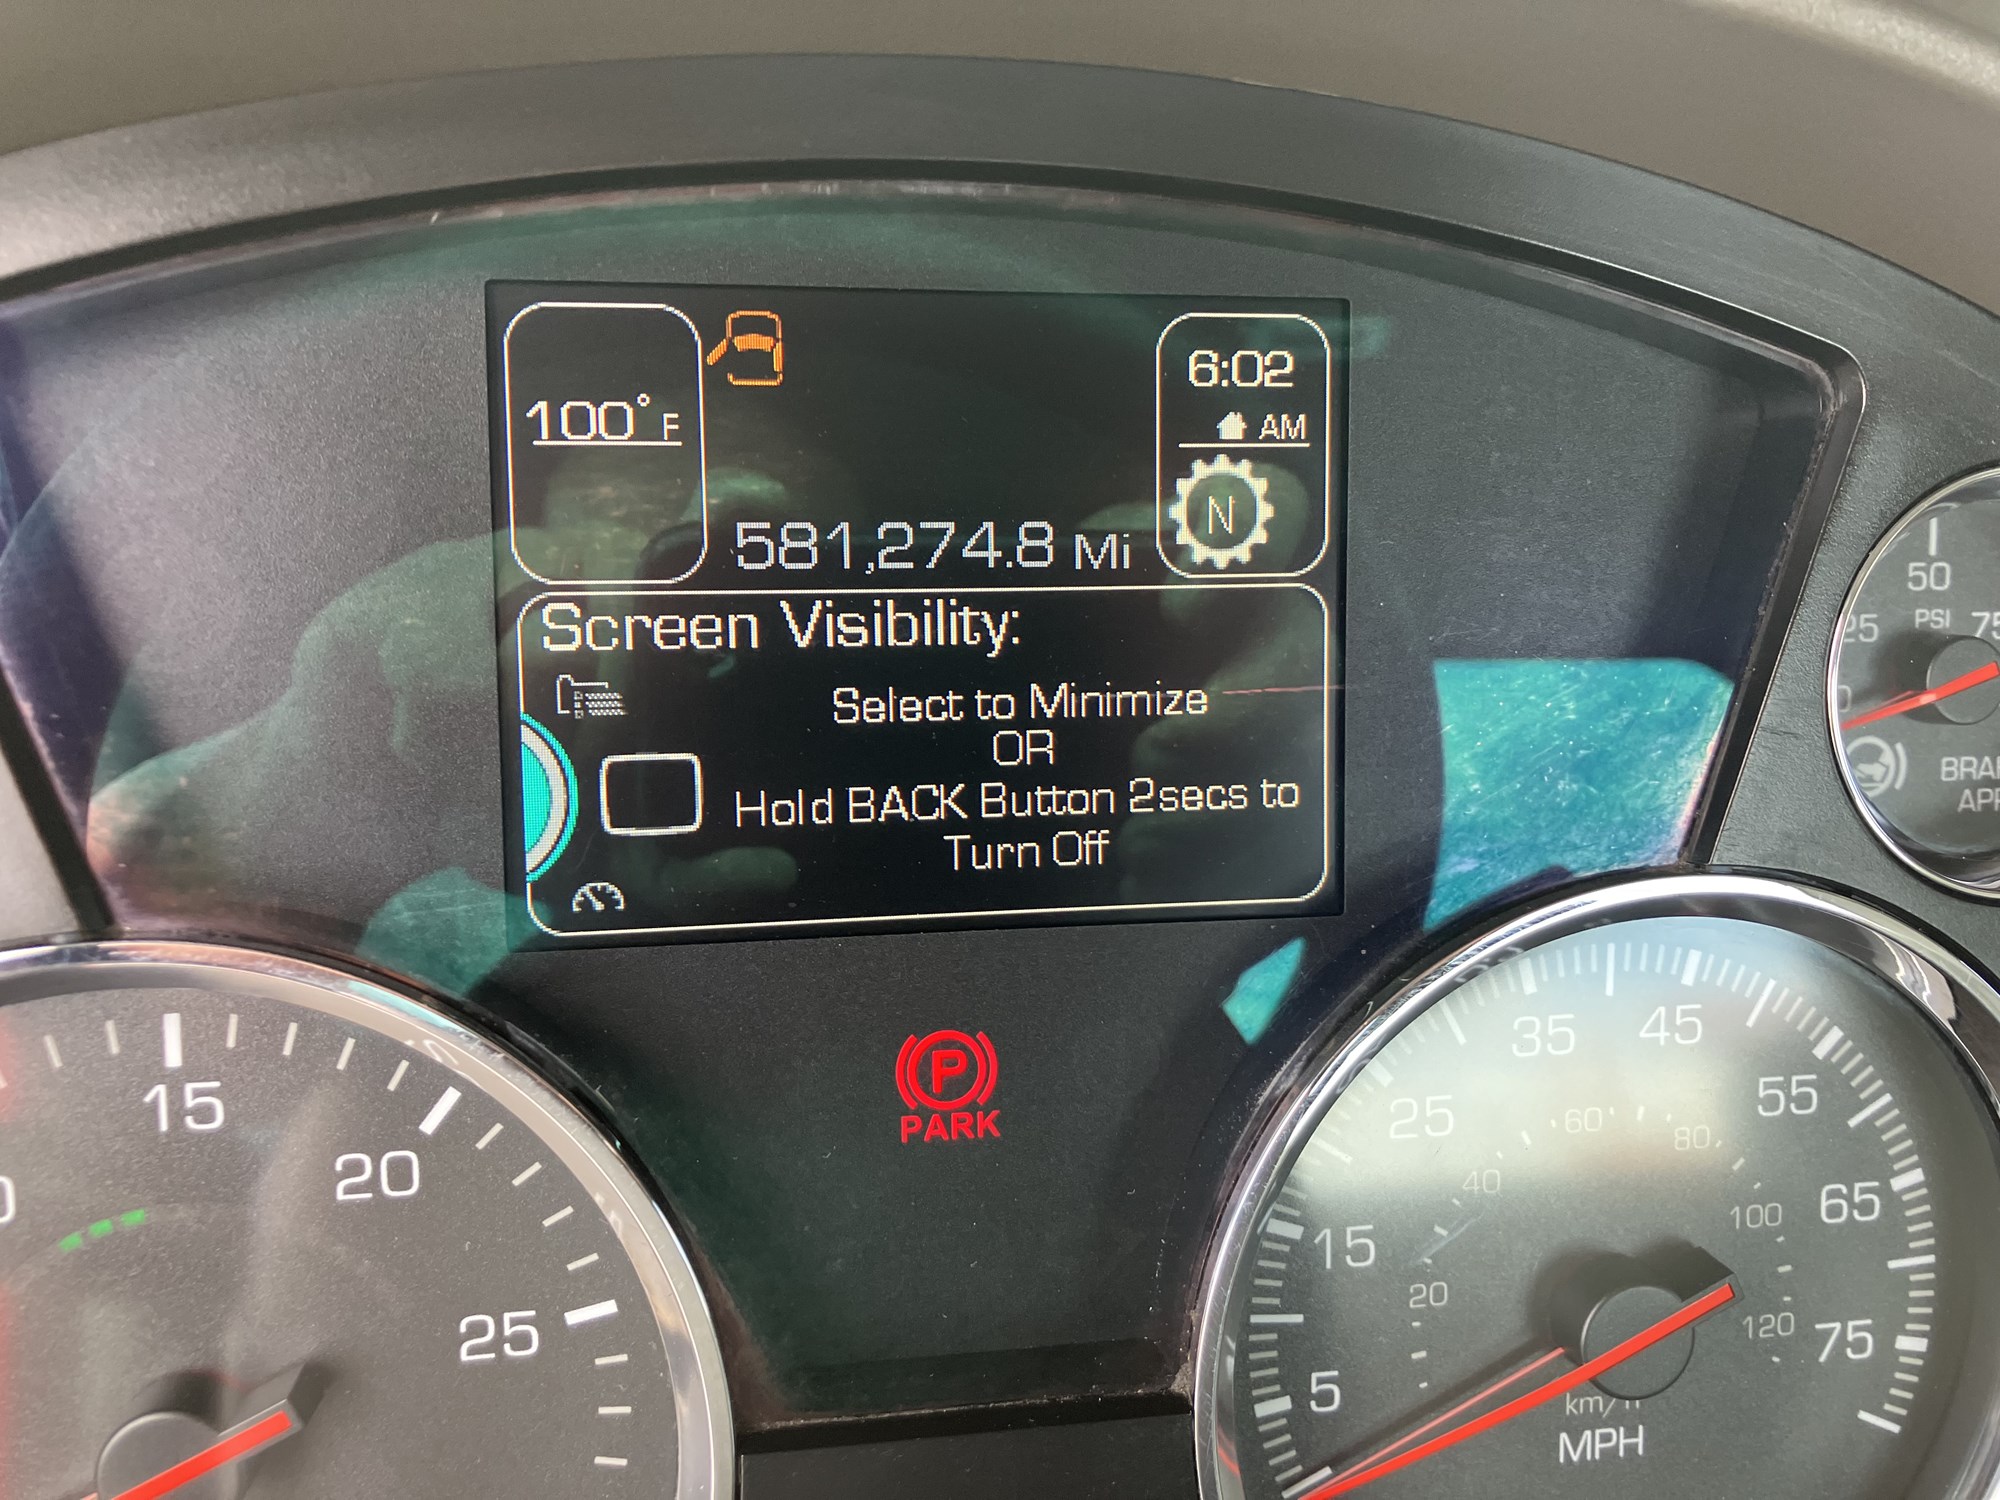 100°F
6:02
AM
N
581,274.8 Mi
Screen Visibility:
Select to Minimize
OR
Hold BACK Button 2secs to
Turn Off
P
PARK
15
20
25
5
15
25
35
45
55
65
75
20
40
60
80
100
120
MPH
50
25
75
PSI